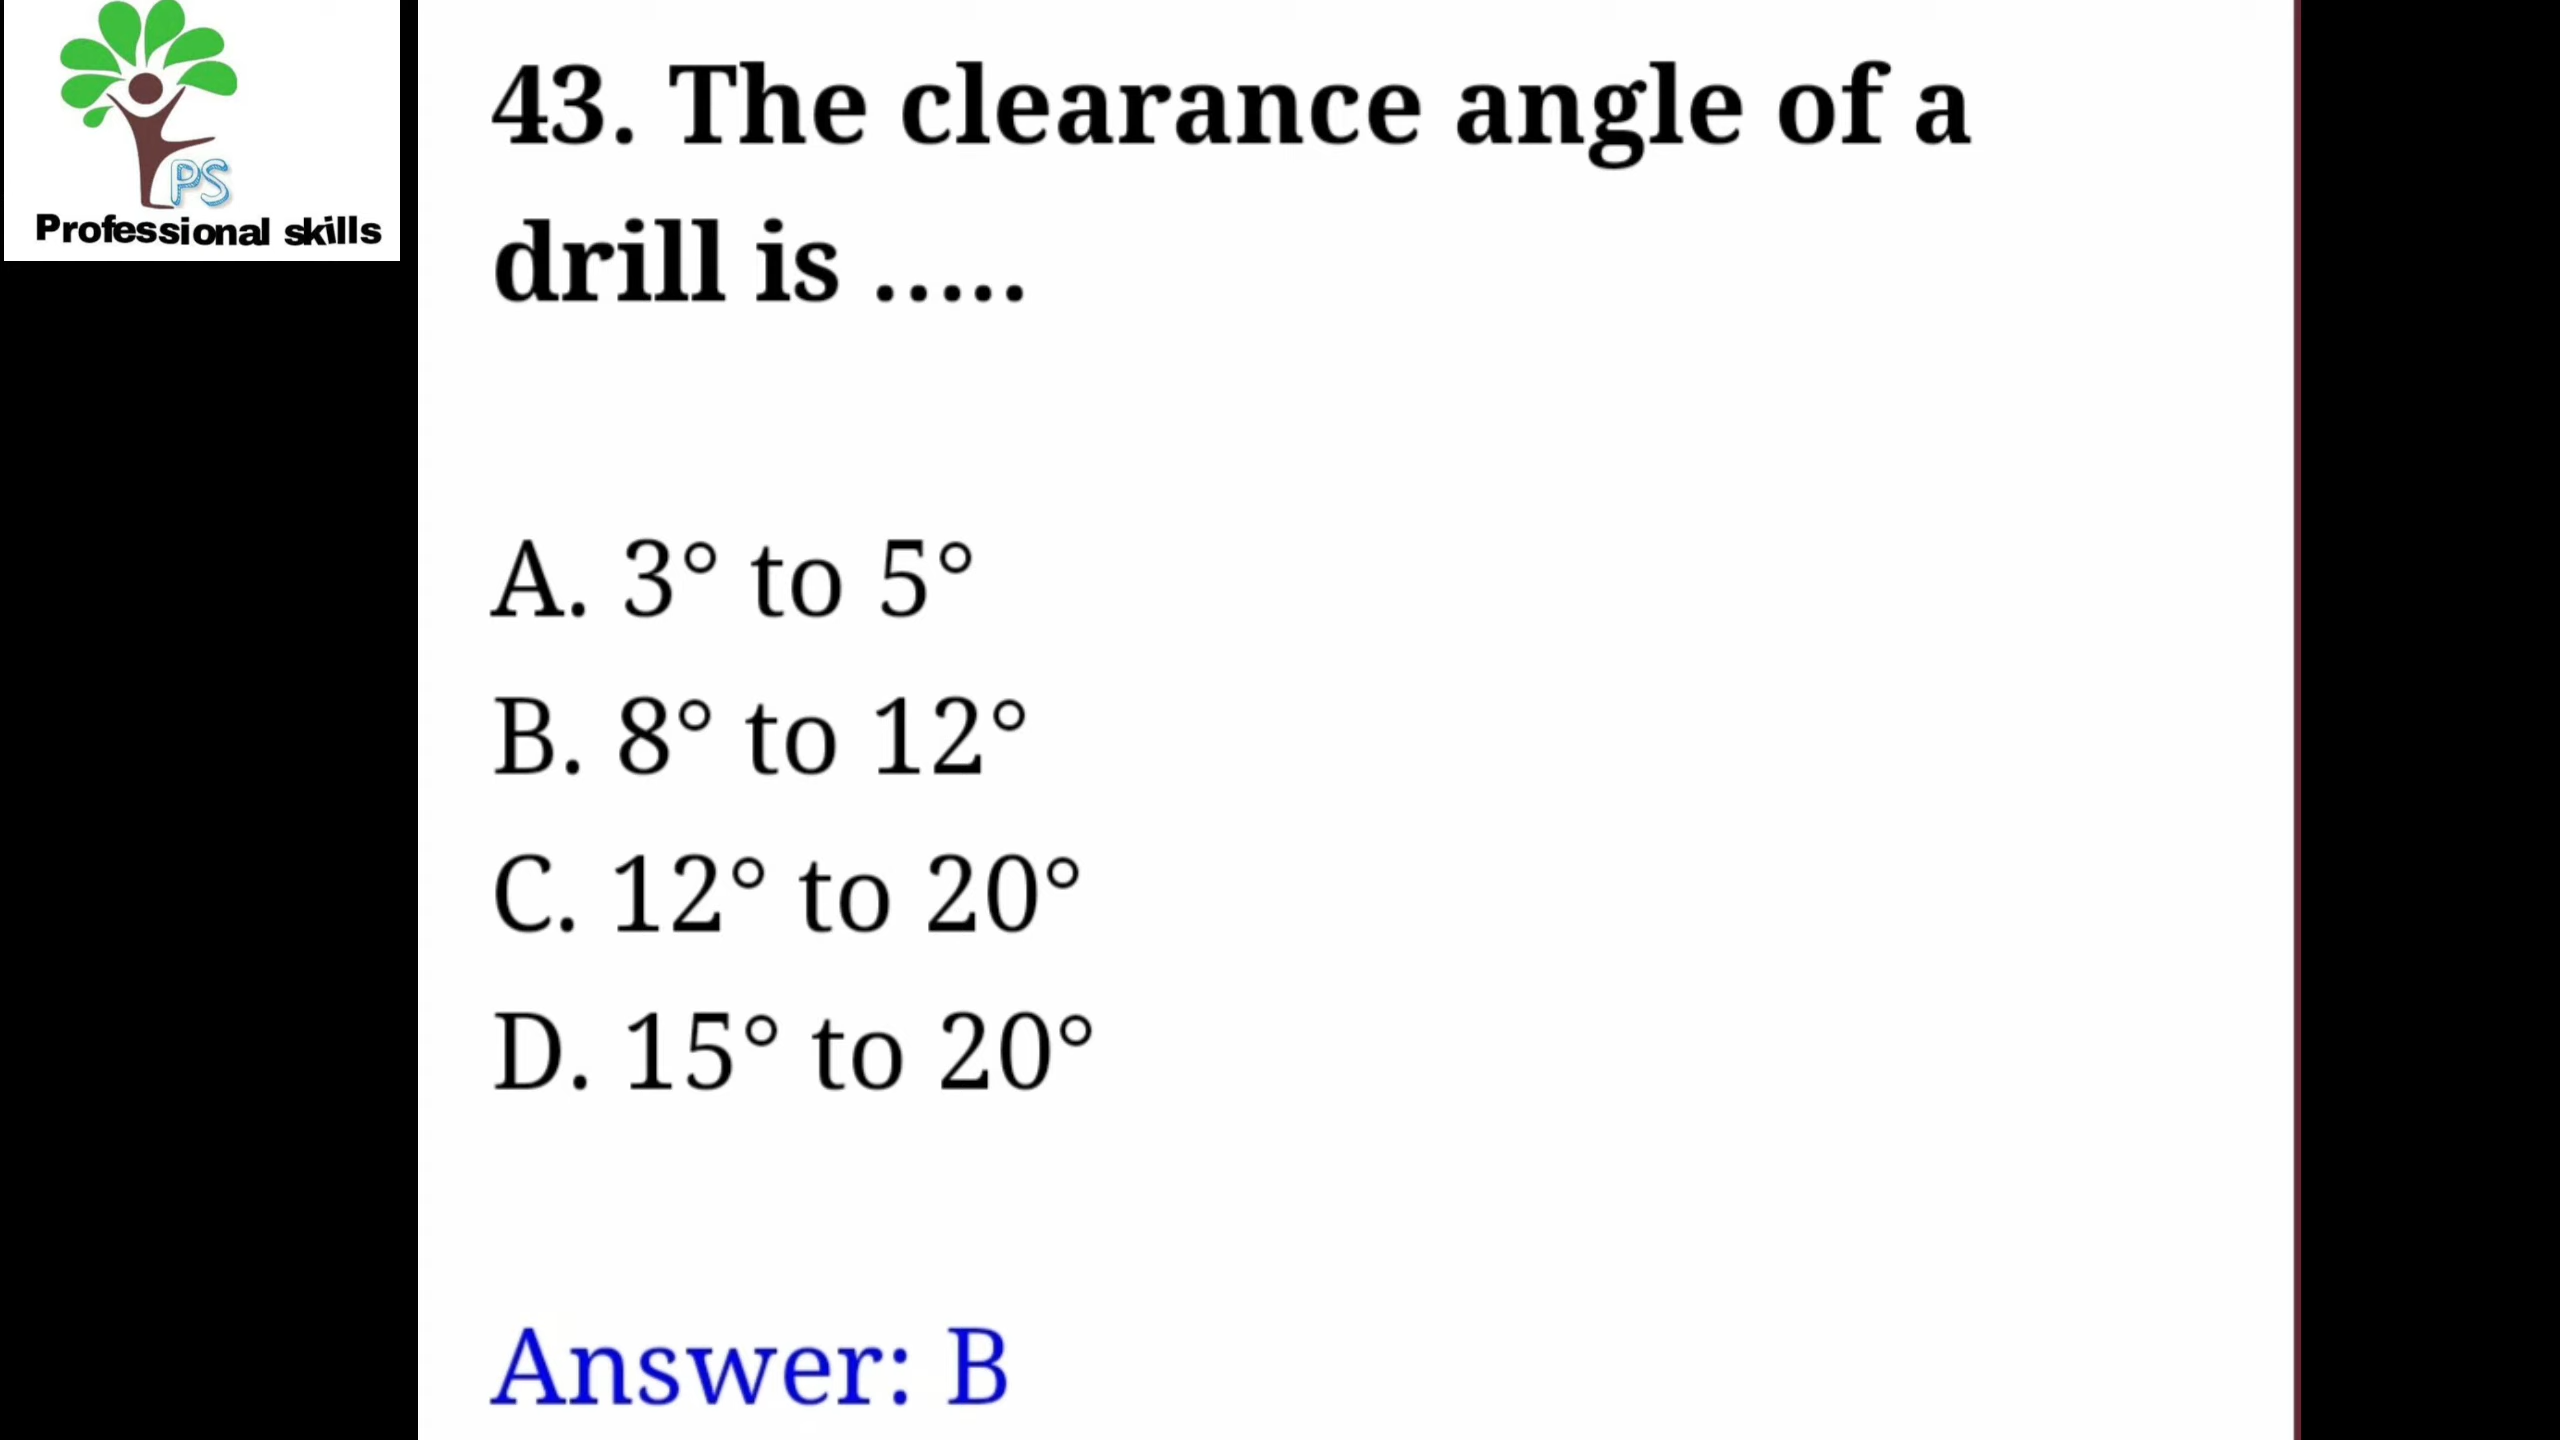 PS
Professional skills
43. The clearance angle of a
drill is .....
A. 3° to 5°
B. 8° to 12°
C. 12° to 20°
D. 15° to 20°
Answer: B